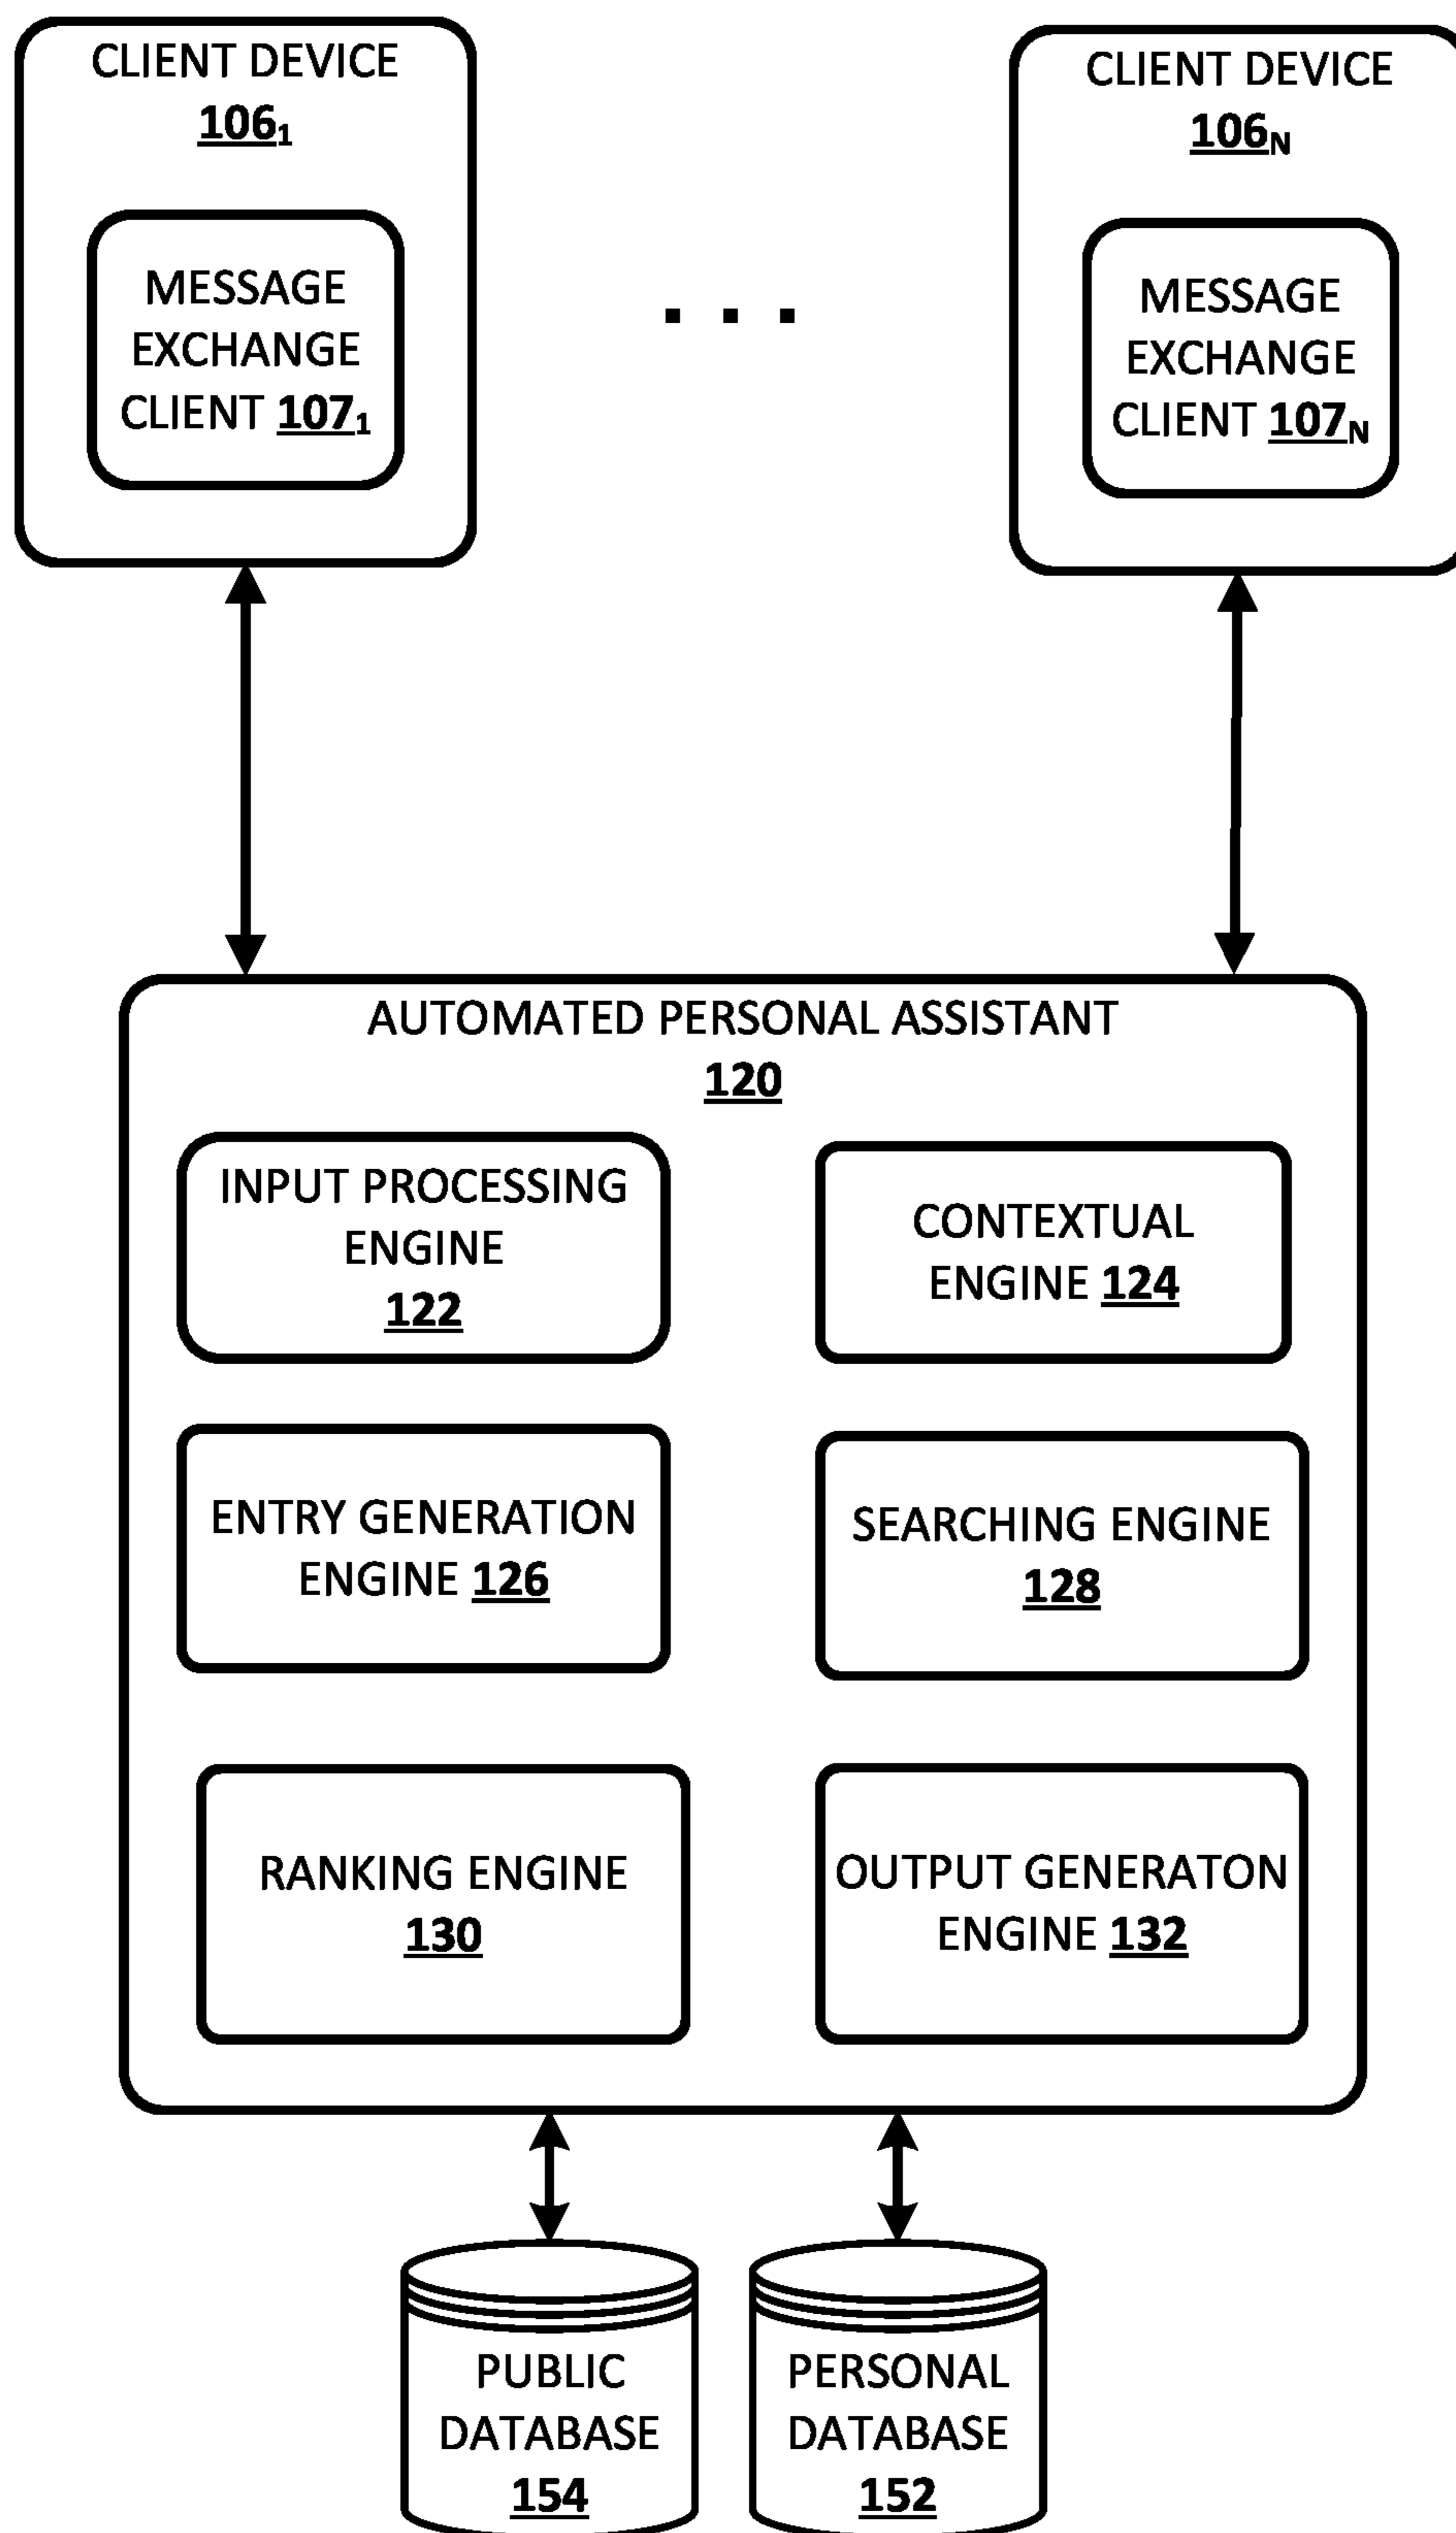 CLIENT DEVICE
106₁
MESSAGE
EXCHANGE
CLIENT 107₁
. . .
CLIENT DEVICE
106N
MESSAGE
EXCHANGE
CLIENT 107N
AUTOMATED PERSONAL ASSISTANT
120
INPUT PROCESSING
ENGINE
122
CONTEXTUAL
ENGINE 124
ENTRY GENERATION
ENGINE 126
SEARCHING ENGINE
128
RANKING ENGINE
130
OUTPUT GENERATON
ENGINE 132
PUBLIC
DATABASE
154
PERSONAL
DATABASE
152